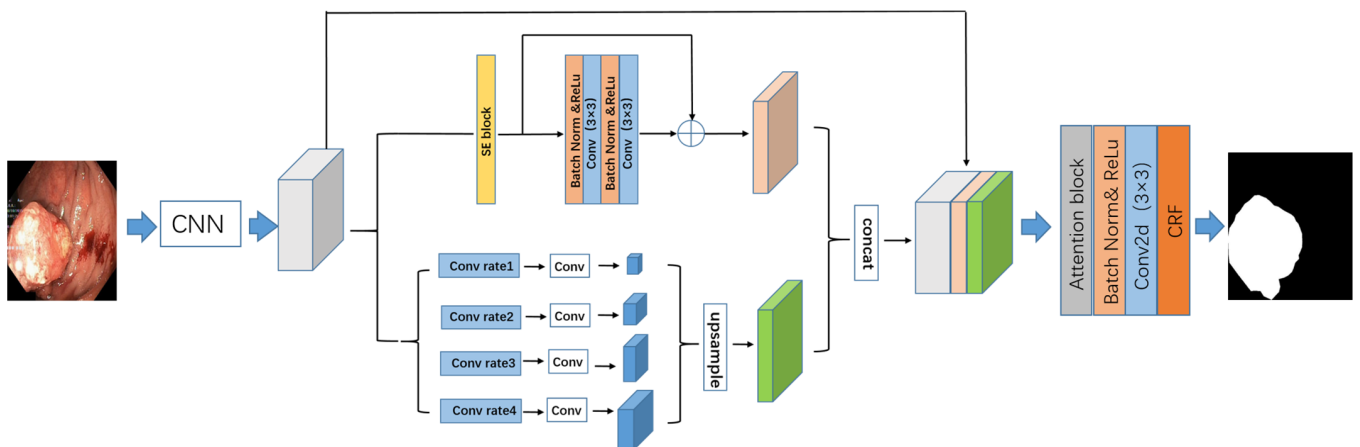 CNN
SE block
Batch Norm &ReLu
Conv (3×3)
Batch Norm &ReLu
Conv (3×3)
Conv rate1
Conv
Conv rate2
Conv
Conv rate3
Conv
Conv rate4
Conv
upsample
concat
Attention block
Batch Norm& ReLu
Conv2d (3×3)
CRF